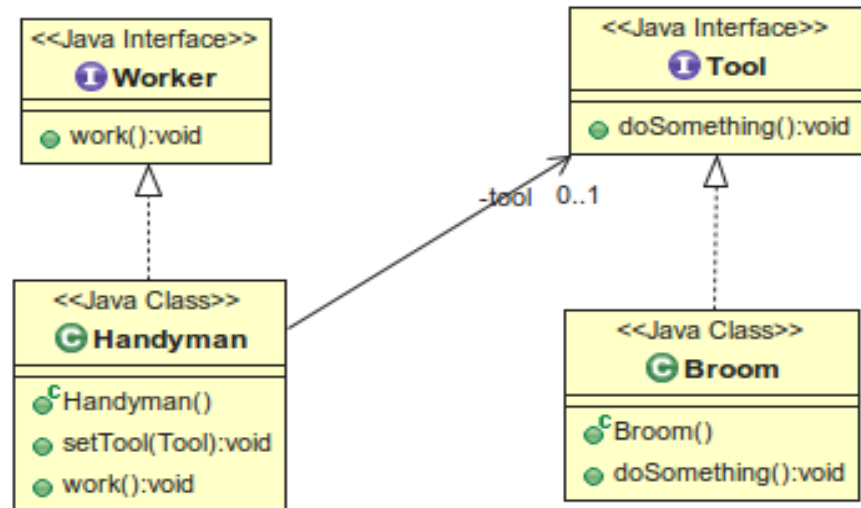 <<Java Interface>>
I Worker
work():void
<<Java Interface>>
I Tool
doSomething():void
-tool 0..1
<<Java Class>>
C Handyman
C Handyman()
setTool(Tool):void
work():void
<<Java Class>>
C Broom
C Broom()
doSomething():void